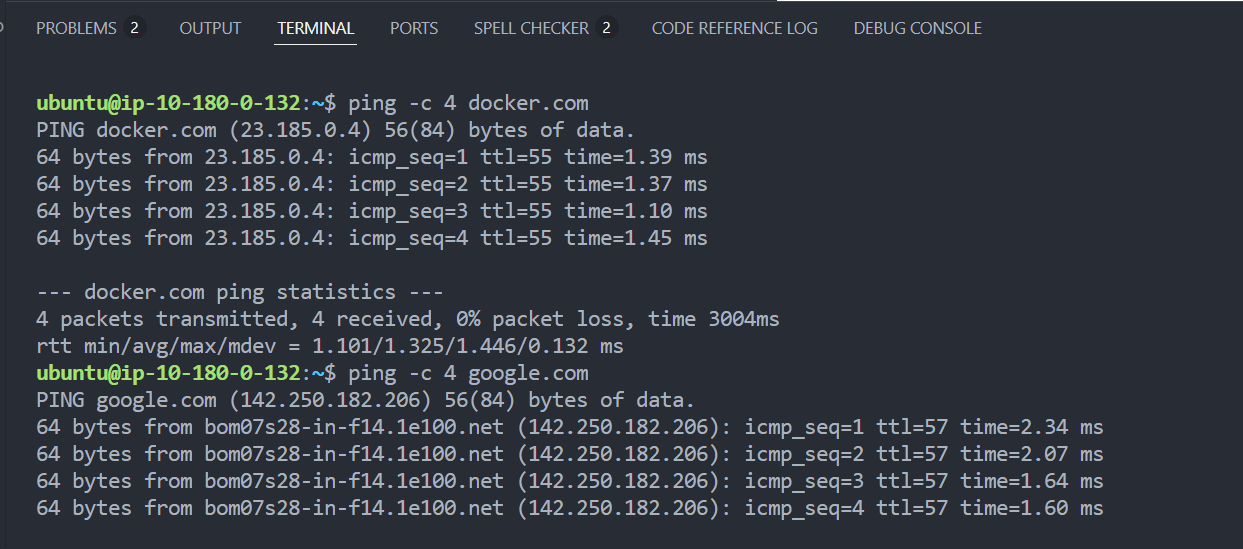 PROBLEMS 2 OUTPUT TERMINAL PORTS SPELL CHECKER 2 CODE REFERENCE LOG DEBUG CONSOLE
ubuntu@ip-10-180-0-132:~$ ping -c 4 docker.com
PING docker.com (23.185.0.4) 56(84) bytes of data.
64 bytes from 23.185.0.4: icmp_seq=1 ttl=55 time=1.39 ms
64 bytes from 23.185.0.4: icmp_seq=2 ttl=55 time=1.37 ms
64 bytes from 23.185.0.4: icmp_seq=3 ttl=55 time=1.10 ms
64 bytes from 23.185.0.4: icmp_seq=4 ttl=55 time=1.45 ms
--- docker.com ping statistics ---
4 packets transmitted, 4 received, 0% packet loss, time 3004ms
rtt min/avg/max/mdev = 1.101/1.325/1.446/0.132 ms
ubuntu@ip-10-180-0-132:~$ ping -c 4 google.com
PING google.com (142.250.182.206) 56(84) bytes of data.
64 bytes from bom07s28-in-f14.1e100.net (142.250.182.206): icmp_seq=1 ttl=57 time=2.34 ms
64 bytes from bom07s28-in-f14.1e100.net (142.250.182.206): icmp_seq=2 ttl=57 time=2.07 ms
64 bytes from bom07s28-in-f14.1e100.net (142.250.182.206): icmp_seq=3 ttl=57 time=1.64 ms
64 bytes from bom07s28-in-f14.1e100.net (142.250.182.206): icmp_seq=4 ttl=57 time=1.60 ms